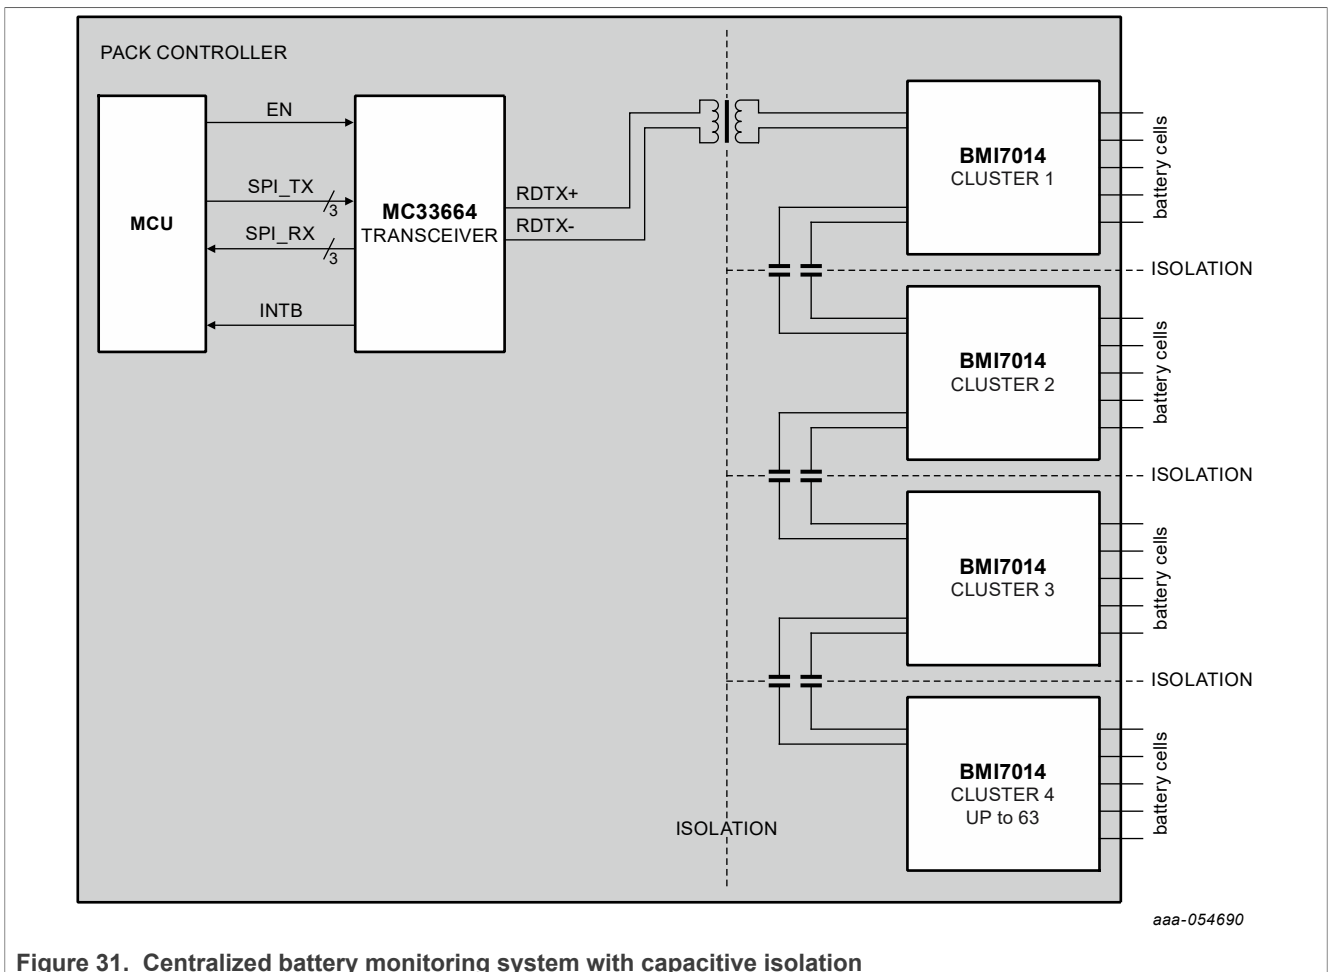 PACK CONTROLLER
MCU
EN
SPI_TX
3
SPI_RX
3
INTB
MC33664
TRANSCEIVER
RDTX+
RDTX-
BMI7014
CLUSTER 1
battery cells
ISOLATION
BMI7014
CLUSTER 2
battery cells
ISOLATION
BMI7014
CLUSTER 3
battery cells
ISOLATION
BMI7014
CLUSTER 4
UP to 63
battery cells
ISOLATION
aaa-054690
Figure 31. Centralized battery monitoring system with capacitive isolation